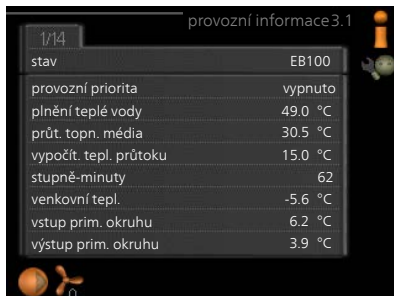 provozní informace 3.1
1/14
stav EB100
provozní priorita vypnuto
plnění teplé vody 49.0 °C
průt. topn. média 30.5 °C
vypočít. tepl. průtoku 15.0 °C
stupně-minuty 62
venkovní tepl. -5.6 °C
vstup prim. okruhu 6.2 °C
výstup prim. okruhu 3.9 °C
0